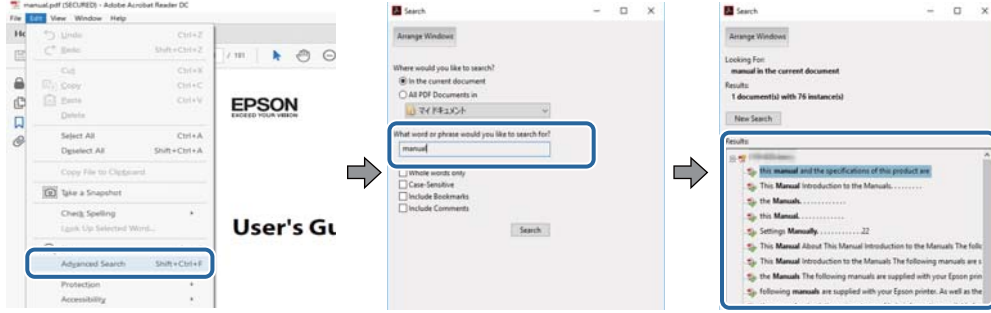 manual.pdf (SECURED) - Adobe Acrobat Reader DC
File Edit View Window Help
Undo Ctrl+Z
Redo Shift+Ctrl+Z
Cut Ctrl+X
Copy Ctrl+C
Paste Ctrl+V
Delete
Select All Ctrl+A
Deselect All Shift+Ctrl+A
Copy File to Clipboard
Take a Snapshot
Check Spelling
Look Up Selected Word...
Advanced Search Shift+Ctrl+F
Protection
Accessibility
/ 181
EPSON
EXCEED YOUR VISION
User's Gu
Search
Arrange Windows
Where would you like to search?
In the current document
All PDF Documents in
マイドキュメント
What word or phrase would you like to search for?
manual
Whole words only
Case-Sensitive
Include Bookmarks
Include Comments
Search
Search
Arrange Windows
Looking For:
manual in the current document
Results:
1 document(s) with 76 instance(s)
New Search
Results:
this manual and the specifications of this product are
This Manual Introduction to the Manuals. . . . . . . . .
the Manuals. . . . . . . . . . . . .
this Manual. . . . . . . . . . . . .
Settings Manually. . . . . . . . . . . . . 22
This Manual About This Manual Introduction to the Manuals The follo
This Manual Introduction to the Manuals The following manuals are s
the Manuals The following manuals are supplied with your Epson prin
following manuals are supplied with your Epson printer. As well as the